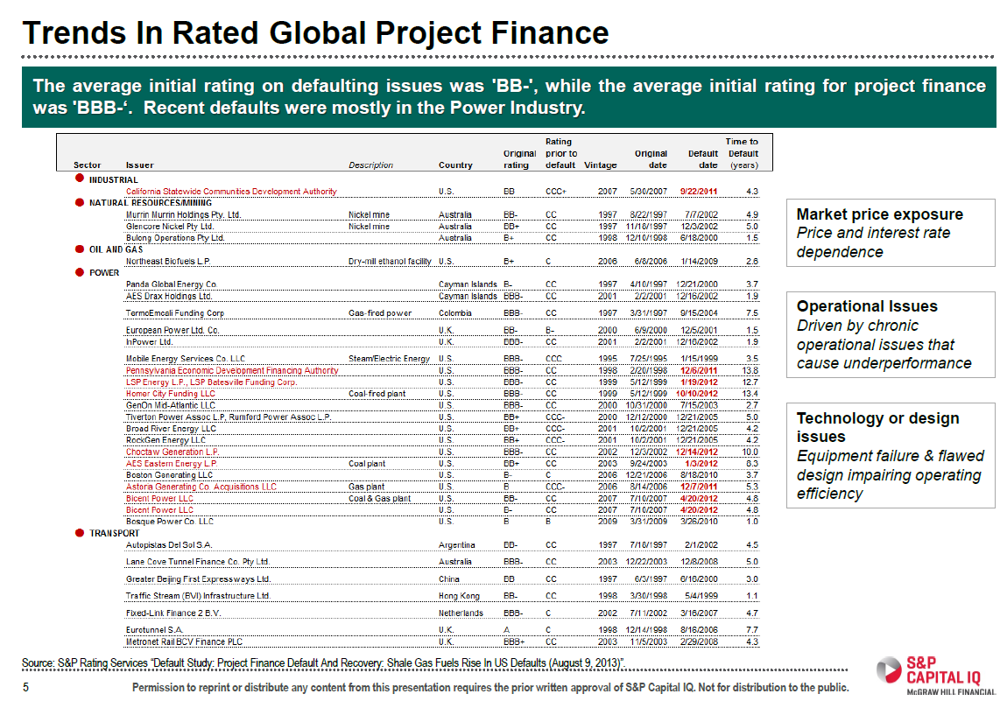 Trends In Rated Global Project Finance
The average initial rating on defaulting issues was 'BB-', while the average initial rating for project finance
was 'BBB-‘. Recent defaults were mostly in the Power Industry.
Rating Time to
Original prior to Original Default Default
Sector Issuer Description Country rating default Vintage date date (years)
INDUSTRIAL
California Statewide Communities Development Authority U.S. BB CCC+ 2007 5/30/2007 9/22/2011 4.3
NATURAL RESOURCES/MINING
Murrin Murrin Holdings Pty. Ltd. Nickel mine Australia BB- CC 1997 8/22/1997 7/7/2002 4.9
Glencore Nickel Pty Ltd. Nickel mine Australia BB+ CC 1997 11/18/1997 12/3/2002 5.0
Bulong Operations Pty Ltd. Australia B+ CC 1998 12/10/1998 6/18/2000 1.5
OIL AND GAS
Northeast Biofuels L.P. Dry-mill ethanol facility U.S. B+ C 2006 6/8/2006 1/14/2009 2.6
POWER
Panda Global Energy Co. Cayman Islands B- CC 1997 4/10/1997 12/21/2000 3.7
AES Drax Holdings Ltd. Cayman Islands BBB- CC 2001 2/2/2001 12/16/2002 1.9
TermoEmcali Funding Corp Gas-fired power Colombia BBB- CC 1997 3/31/1997 9/15/2004 7.5
European Power Ltd. Co. U.K. BB- B- 2000 6/9/2000 12/5/2001 1.5
InPower Ltd. U.K. BBB- CC 2001 2/2/2001 12/16/2002 1.9
Mobile Energy Services Co. LLC Steam/Electric Energy U.S. BBB- CCC 1995 7/25/1995 1/15/1999 3.5
Pennsylvania Economic Development Financing Authority U.S. BBB- CC 1998 2/20/1998 12/6/2011 13.8
LSP Energy L.P., LSP Batesville Funding Corp. U.S. BBB- CC 1999 5/12/1999 1/19/2012 12.7
Homer City Funding LLC Coal-fired plant U.S. BBB- CC 1999 5/12/1999 10/10/2012 13.4
GenOn Mid-Atlantic LLC U.S. BBB- CC 2000 10/31/2000 7/15/2003 2.7
Tiverton Power Assoc L.P, Rumford Power Assoc L.P. U.S. BB+ CCC- 2000 12/12/2000 12/21/2005 5.0
Broad River Energy LLC U.S. BB+ CCC- 2001 10/2/2001 12/21/2005 4.2
RockGen Energy LLC U.S. BB+ CCC- 2001 10/2/2001 12/21/2005 4.2
Choctaw Generation L.P. U.S. BBB- CC 2002 12/3/2002 12/14/2012 10.0
AES Eastern Energy L.P. Coal plant U.S. BB+ CC 2003 9/24/2003 1/3/2012 8.3
Boston Generating LLC U.S. B- C 2006 12/21/2006 8/18/2010 3.7
Astoria Generating Co. Acquisitions LLC Gas plant U.S. B CCC- 2006 8/14/2006 12/7/2011 5.3
Bicent Power LLC Coal & Gas plant U.S. BB- CC 2007 7/10/2007 4/20/2012 4.8
Bicent Power LLC U.S. B- CC 2007 7/10/2007 4/20/2012 4.8
Bosque Power Co. LLC U.S. B B 2009 3/31/2009 3/26/2010 1.0
TRANSPORT
Autopistas Del Sol S.A. Argentina BB- CC 1997 7/18/1997 2/1/2002 4.5
Lane Cove Tunnel Finance Co. Pty Ltd. Australia BBB- CC 2003 12/22/2003 12/8/2008 5.0
Greater Beijing First Expressways Ltd. China BB CC 1997 6/3/1997 6/16/2000 3.0
Traffic Stream (BVI) Infrastructure Ltd. Hong Kong BB- CC 1998 3/30/1998 5/4/1999 1.1
Fixed-Link Finance 2 B.V. Netherlands BBB- C 2002 7/11/2002 3/16/2007 4.7
Eurotunnel S.A. U.K. A C 1998 12/14/1998 8/16/2006 7.7
Metronet Rail BCV Finance PLC U.K. BBB+ CC 2003 11/5/2003 2/29/2008 4.3
Market price exposure
Price and interest rate
dependence
Operational Issues
Driven by chronic
operational issues that
cause underperformance
Technology or design
issues
Equipment failure & flawed
design impairing operating
efficiency
Source: S&P Rating Services “Default Study: Project Finance Default And Recovery: Shale Gas Fuels Rise In US Defaults (August 9, 2013)”.
5
Permission to reprint or distribute any content from this presentation requires the prior written approval of S&P Capital IQ. Not for distribution to the public.
S&P
CAPITAL IQ
McGRAW HILL FINANCIAL